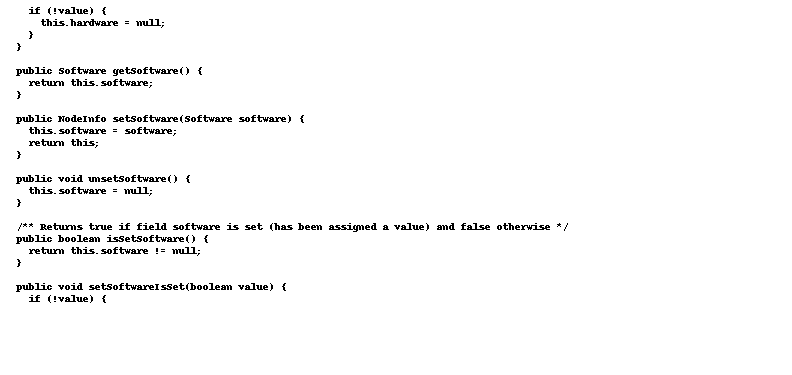 if (!value) {
this.hardware = null;
}
}
public Software getSoftware() {
return this.software;
}
public NodeInfo setSoftware(Software software) {
this.software = software;
return this;
}
public void unsetSoftware() {
this.software = null;
}
/** Returns true if field software is set (has been assigned a value) and false otherwise */
public boolean isSetSoftware() {
return this.software != null;
}
public void setSoftwareIsSet(boolean value) {
if (!value) {